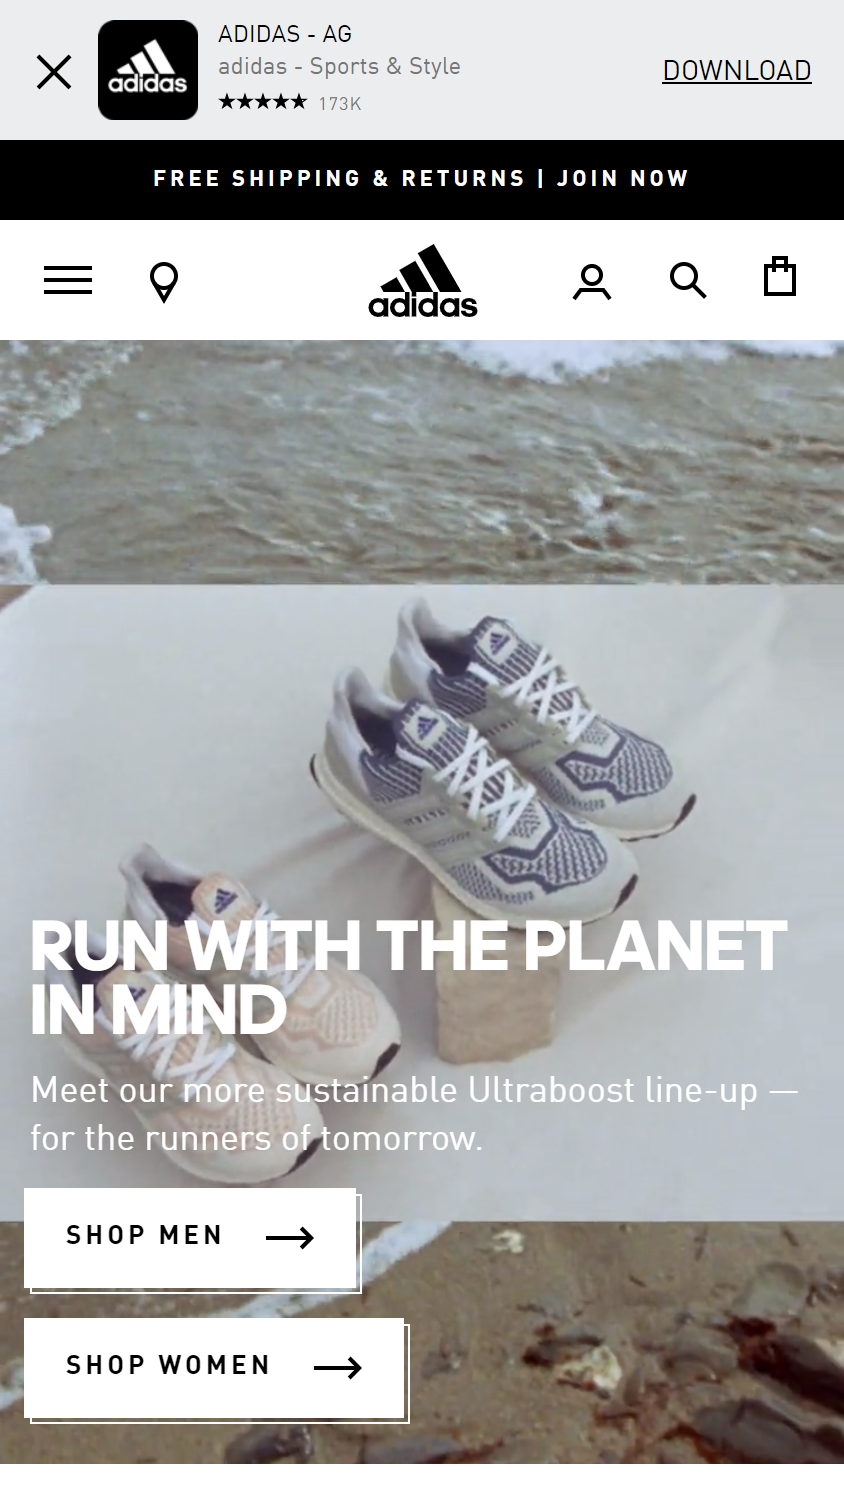 ADIDAS - AG
adidas - Sports & Style
173K
DOWNLOAD
adidas
FREE SHIPPING & RETURNS | JOIN NOW
adidas
RUN WITH THE PLANET
IN MIND
Meet our more sustainable Ultraboost line-up —
for the runners of tomorrow.
SHOP MEN
SHOP WOMEN